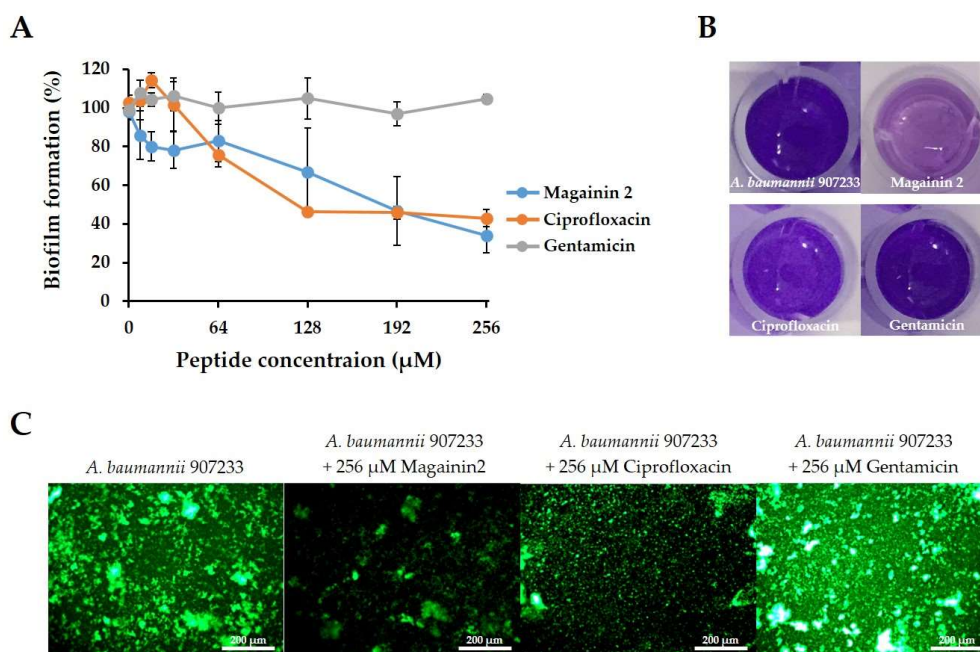 A
Biofilm formation (%)
120
100
80
60
40
20
0
0
64
128
192
256
Peptide concentraion (µM)
Magainin 2
Ciprofloxacin
Gentamicin
B
A. baumannii 907233
Magainin 2
Ciprofloxacin
Gentamicin
C
A. baumannii 907233
A. baumannii 907233
+ 256 µM Magainin2
A. baumannii 907233
+ 256 µM Ciprofloxacin
A. baumannii 907233
+ 256 µM Gentamicin
200 µm
200 µm
200 µm
200 µm